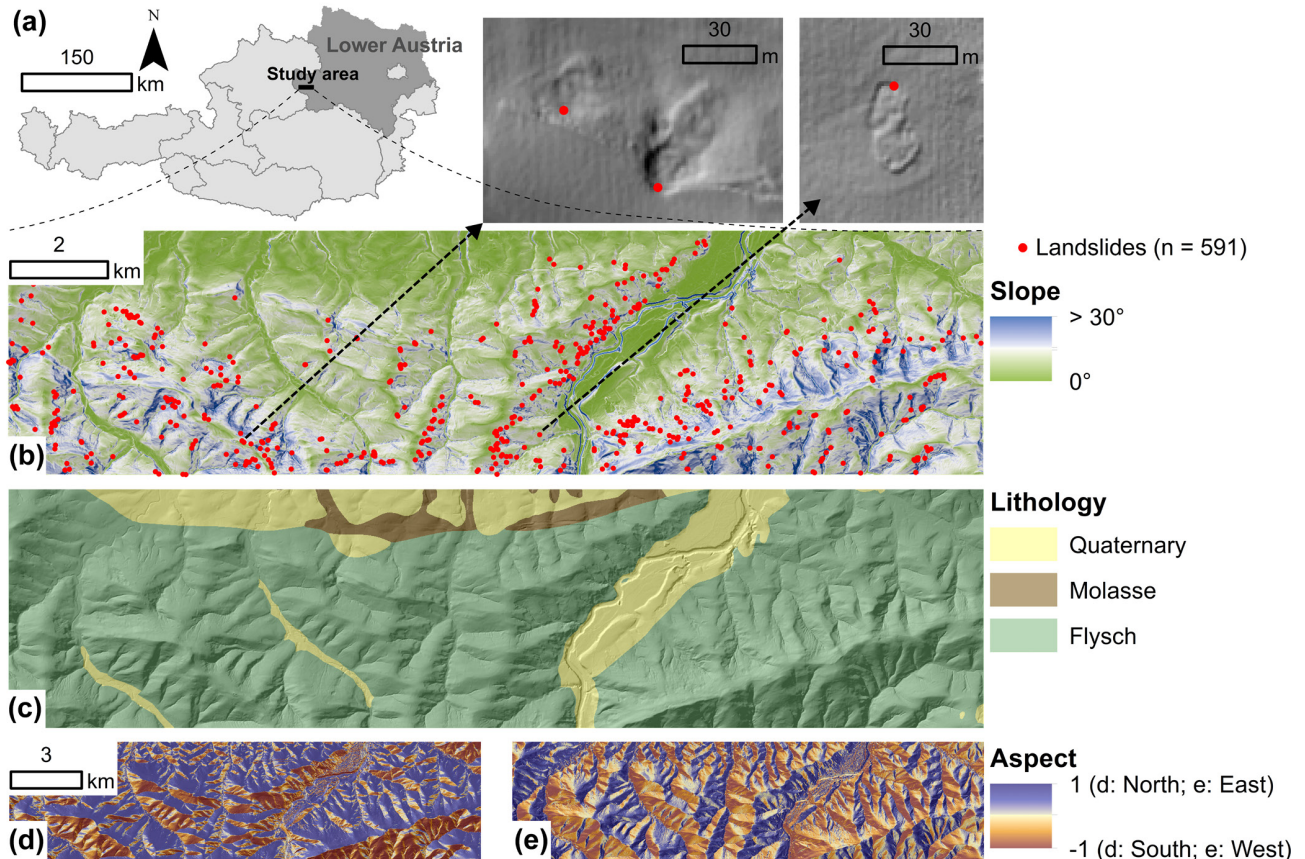 (a)
N
150
km
Lower Austria
Study area
30
m
30
m
2
km
(b)
Landslides (n = 591)
Slope
> 30°
0°
(c)
Lithology
Quaternary
Molasse
Flysch
3
km
(d)
(e)
Aspect
1 (d: North; e: East)
-1 (d: South; e: West)